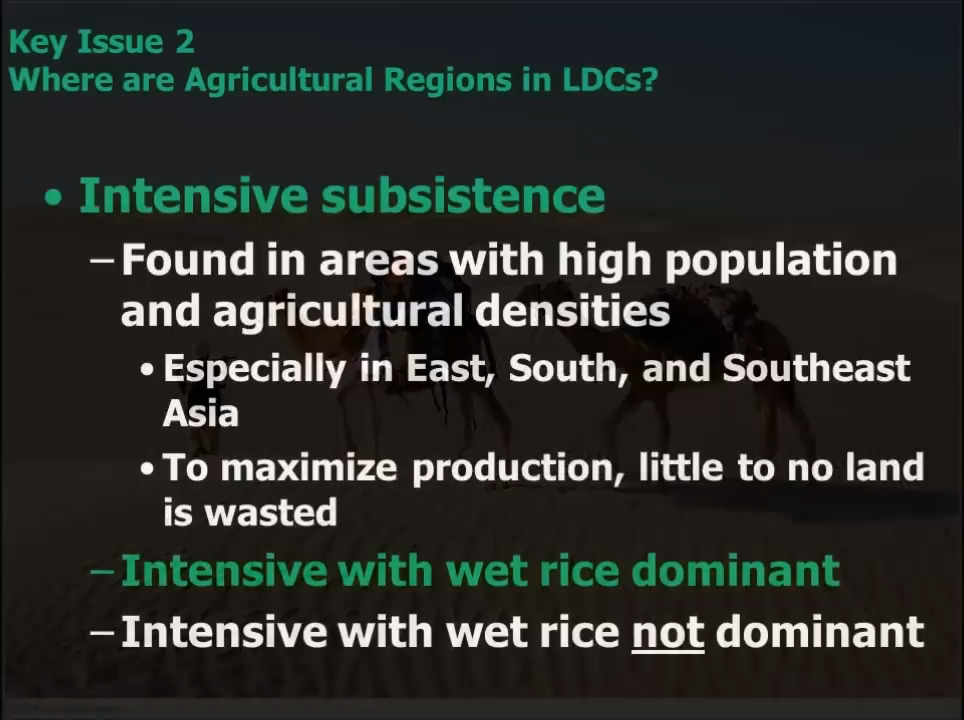 Key Issue 2
Where are Agricultural Regions in LDCs?
• Intensive subsistence
–Found in areas with high population
and agricultural densities
• Especially in East, South, and Southeast
Asia
• To maximize production, little to no land
is wasted
–Intensive with wet rice dominant
–Intensive with wet rice not dominant